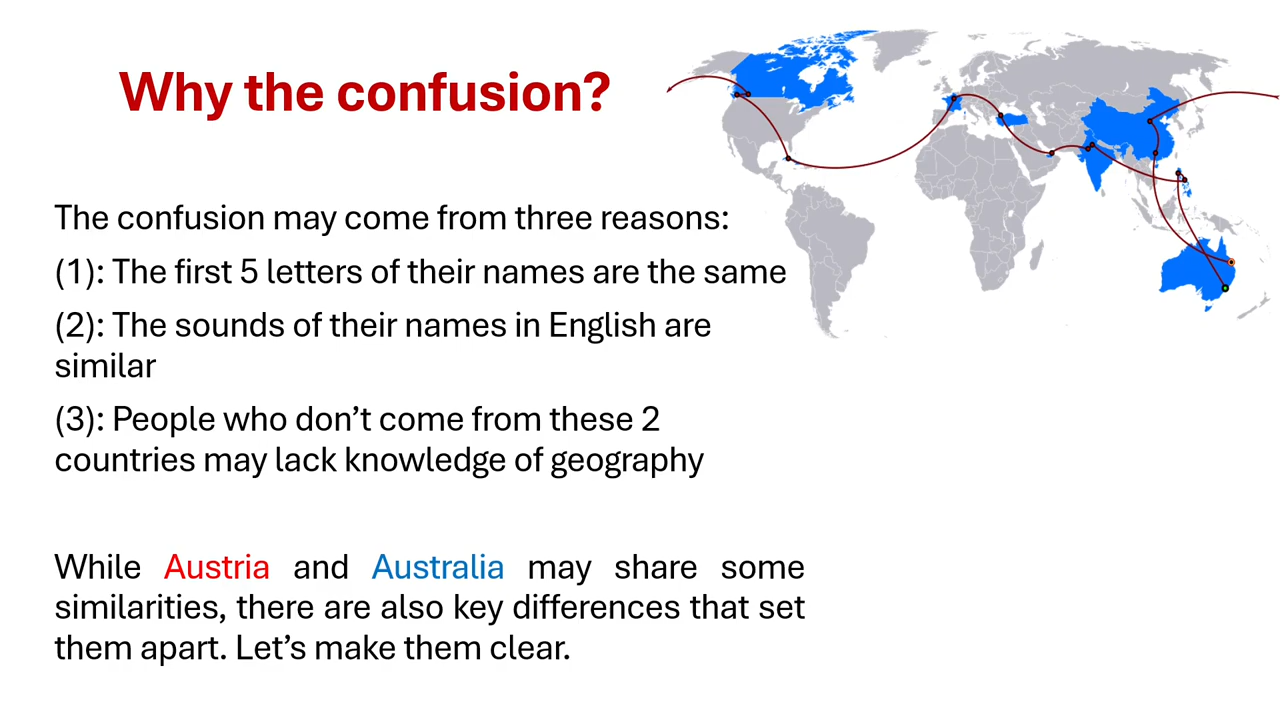 Why the confusion?
The confusion may come from three reasons:
(1): The first 5 letters of their names are the same
(2): The sounds of their names in English are
similar
(3): People who don’t come from these 2
countries may lack knowledge of geography
While Austria and Australia may share some
similarities, there are also key differences that set
them apart. Let’s make them clear.